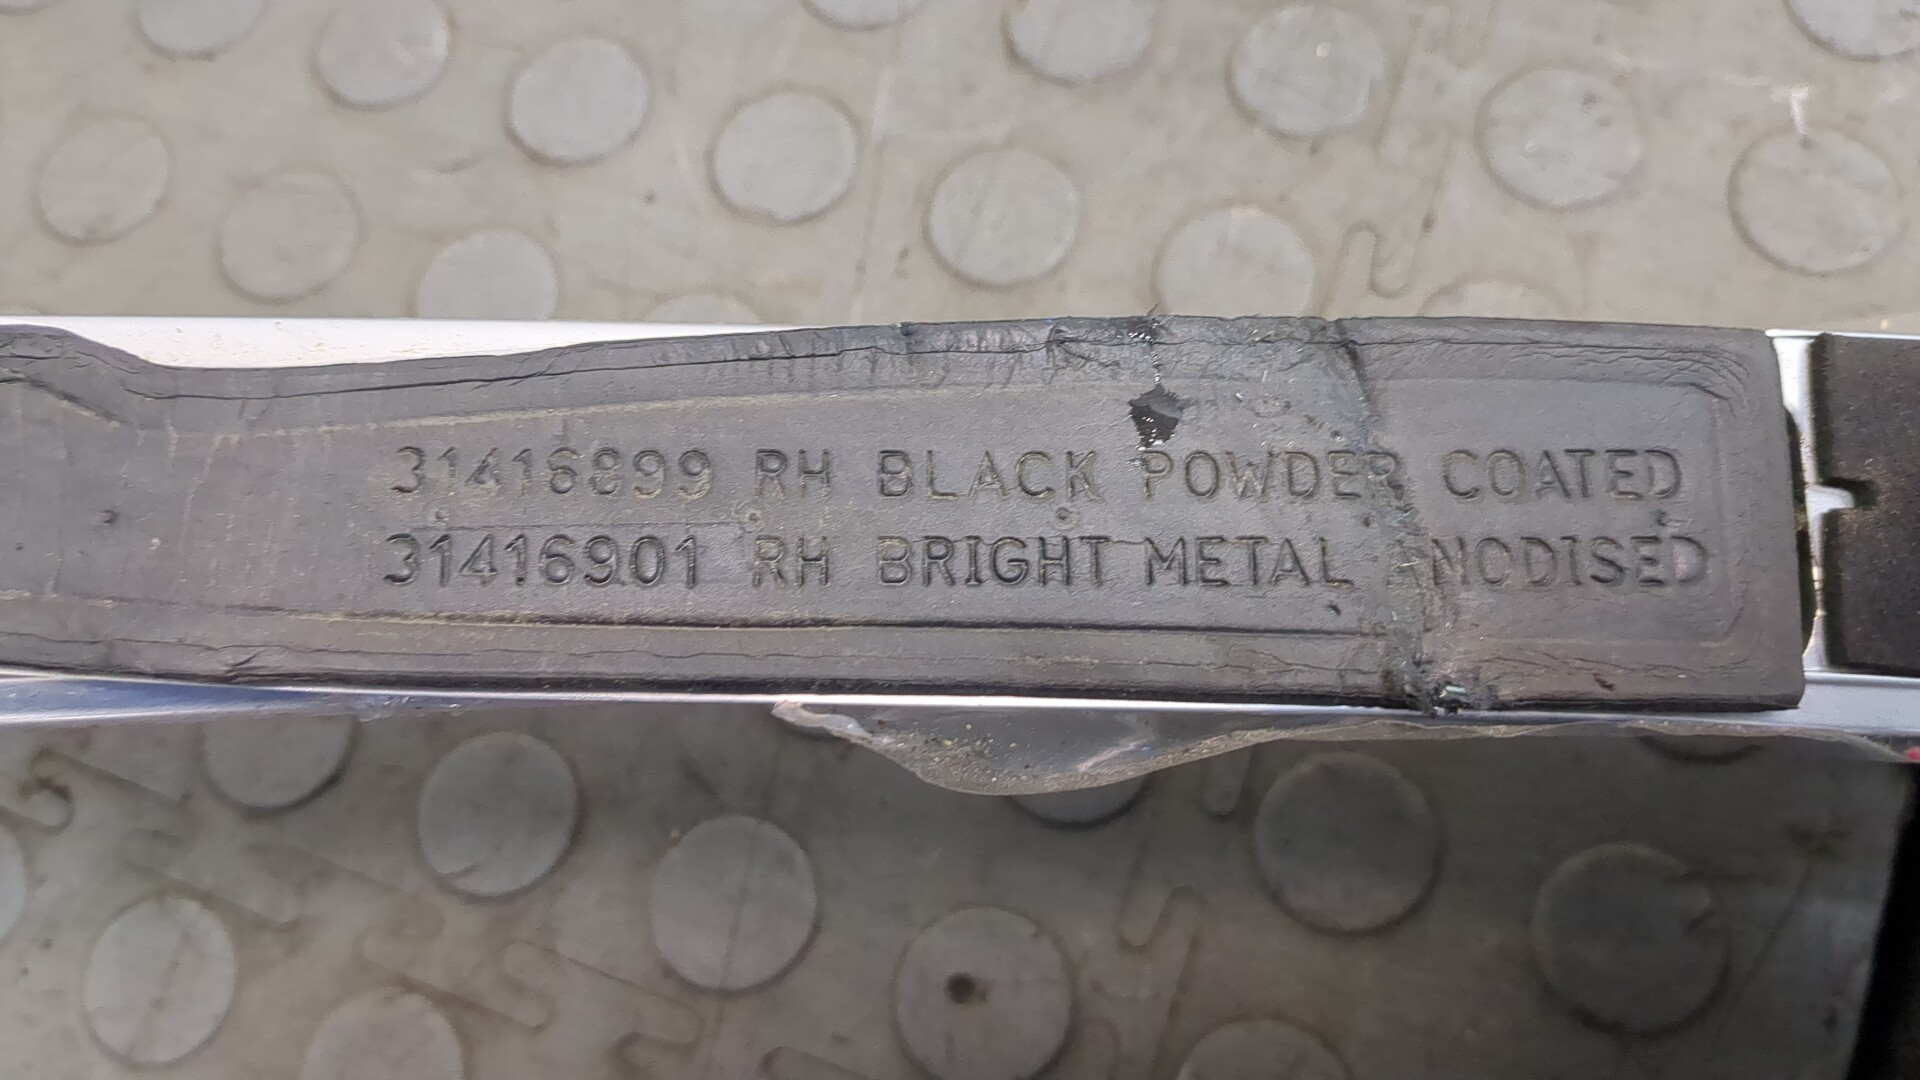 31416899 RH BLACK POWDER COATED
31416901 RH BRIGHT METAL ANODISED